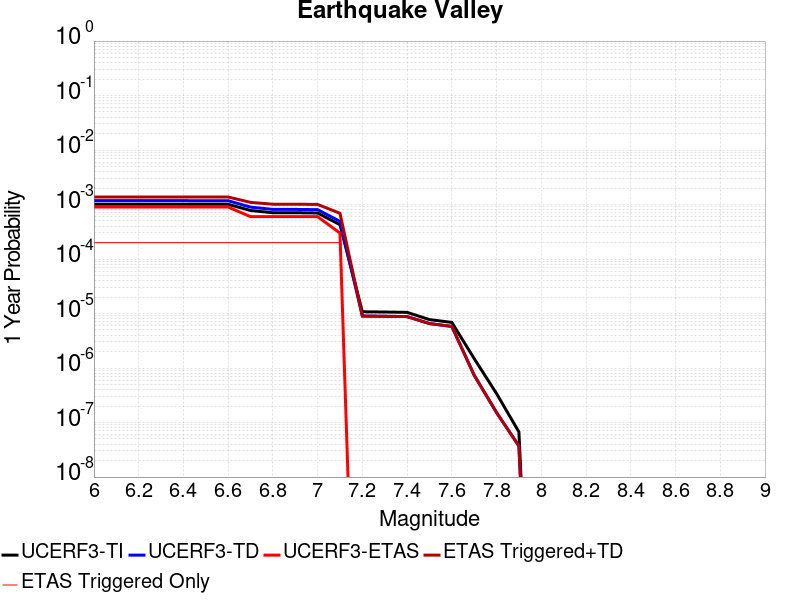 Earthquake Valley
10^0
10^-1
10^-2
10^-3
10^-4
10^-5
10^-6
10^-7
10^-8
1 Year Probability
6 6.2 6.4 6.6 6.8 7 7.2 7.4 7.6 7.8 8 8.2 8.4 8.6 8.8 9
Magnitude
UCERF3-TI UCERF3-TD UCERF3-ETAS ETAS Triggered+TD
ETAS Triggered Only